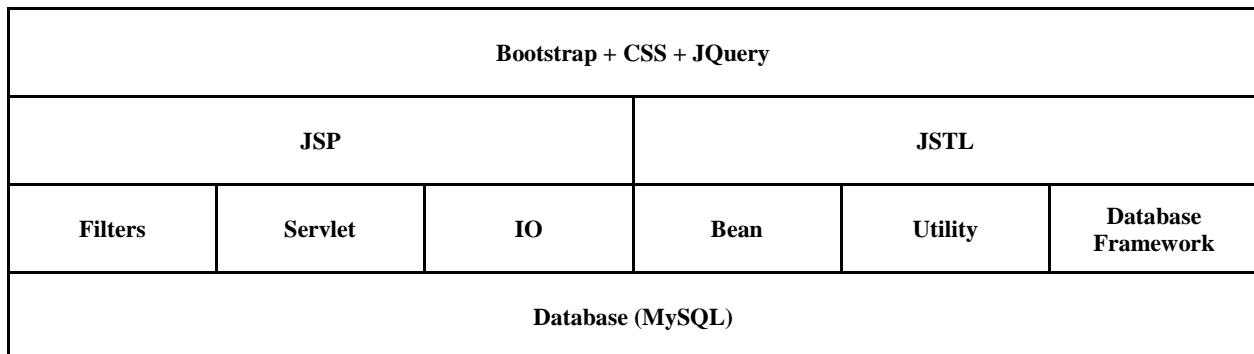 Bootstrap + CSS + JQuery
JSP
JSTL
Filters
Servlet
IO
Bean
Utility
Database
Framework
Database (MySQL)